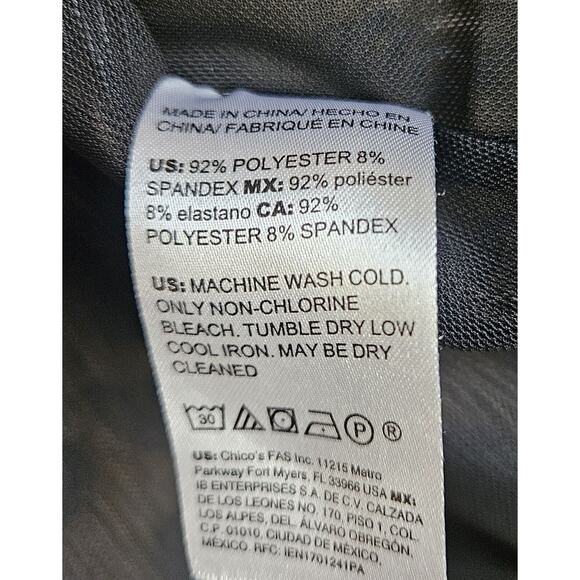 MADE IN CHINA/ HECHO EN
CHINA/ FABRIQUÉ EN CHINE
US: 92% POLYESTER 8%
SPANDEX MX: 92% poliéster
8% elastano CA: 92%
POLYESTER 8% SPANDEX
US: MACHINE WASH COLD.
ONLY NON-CHLORINE
BLEACH. TUMBLE DRY LOW
COOL IRON. MAY BE DRY
CLEANED
30 P ®
US: Chico's FAS Inc. 11215 Metro
Parkway Fort Myers, FL 33966 USA MX:
IB ENTERPRISES S.A. DE C.V. CALZADA
DE LOS LEONES NO. 170, PISO 1, COL.
LOS ALPES, DEL. ÁLVARO OBREGÓN,
C.P. 01010, CIUDAD DE MÉXICO,
MÉXICO. RFC: IEN1701241PA